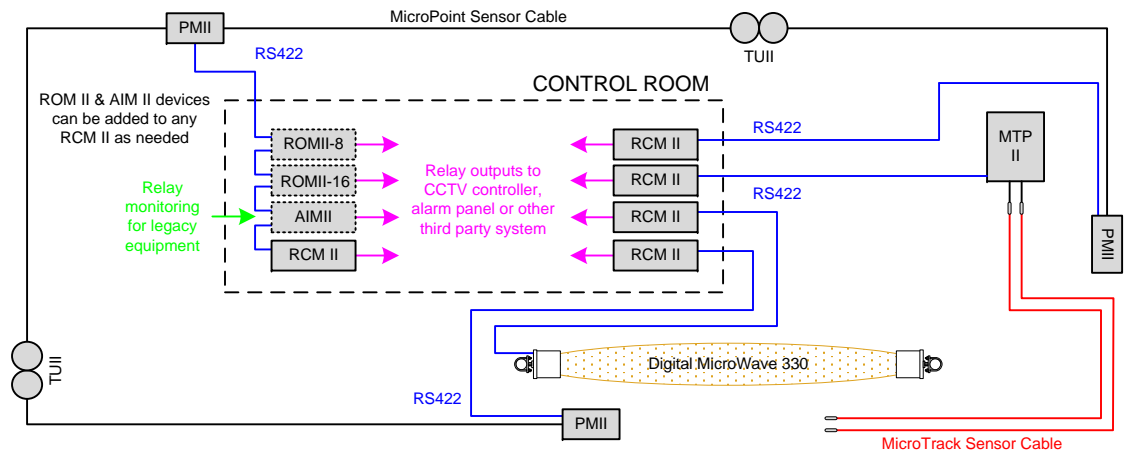 MicroPoint Sensor Cable
PMII
RS422
TUII
CONTROL ROOM
ROM II & AIM II devices
can be added to any
RCM II as needed
ROMII-8
ROMII-16
AIMII
RCM II
Relay
monitoring
for legacy
equipment
Relay outputs to
CCTV controller,
alarm panel or other
third party system
RCM II
RCM II
RCM II
RCM II
RS422
RS422
MTP
II
PMII
TUII
Digital MicroWave 330
RS422
PMII
MicroTrack Sensor Cable